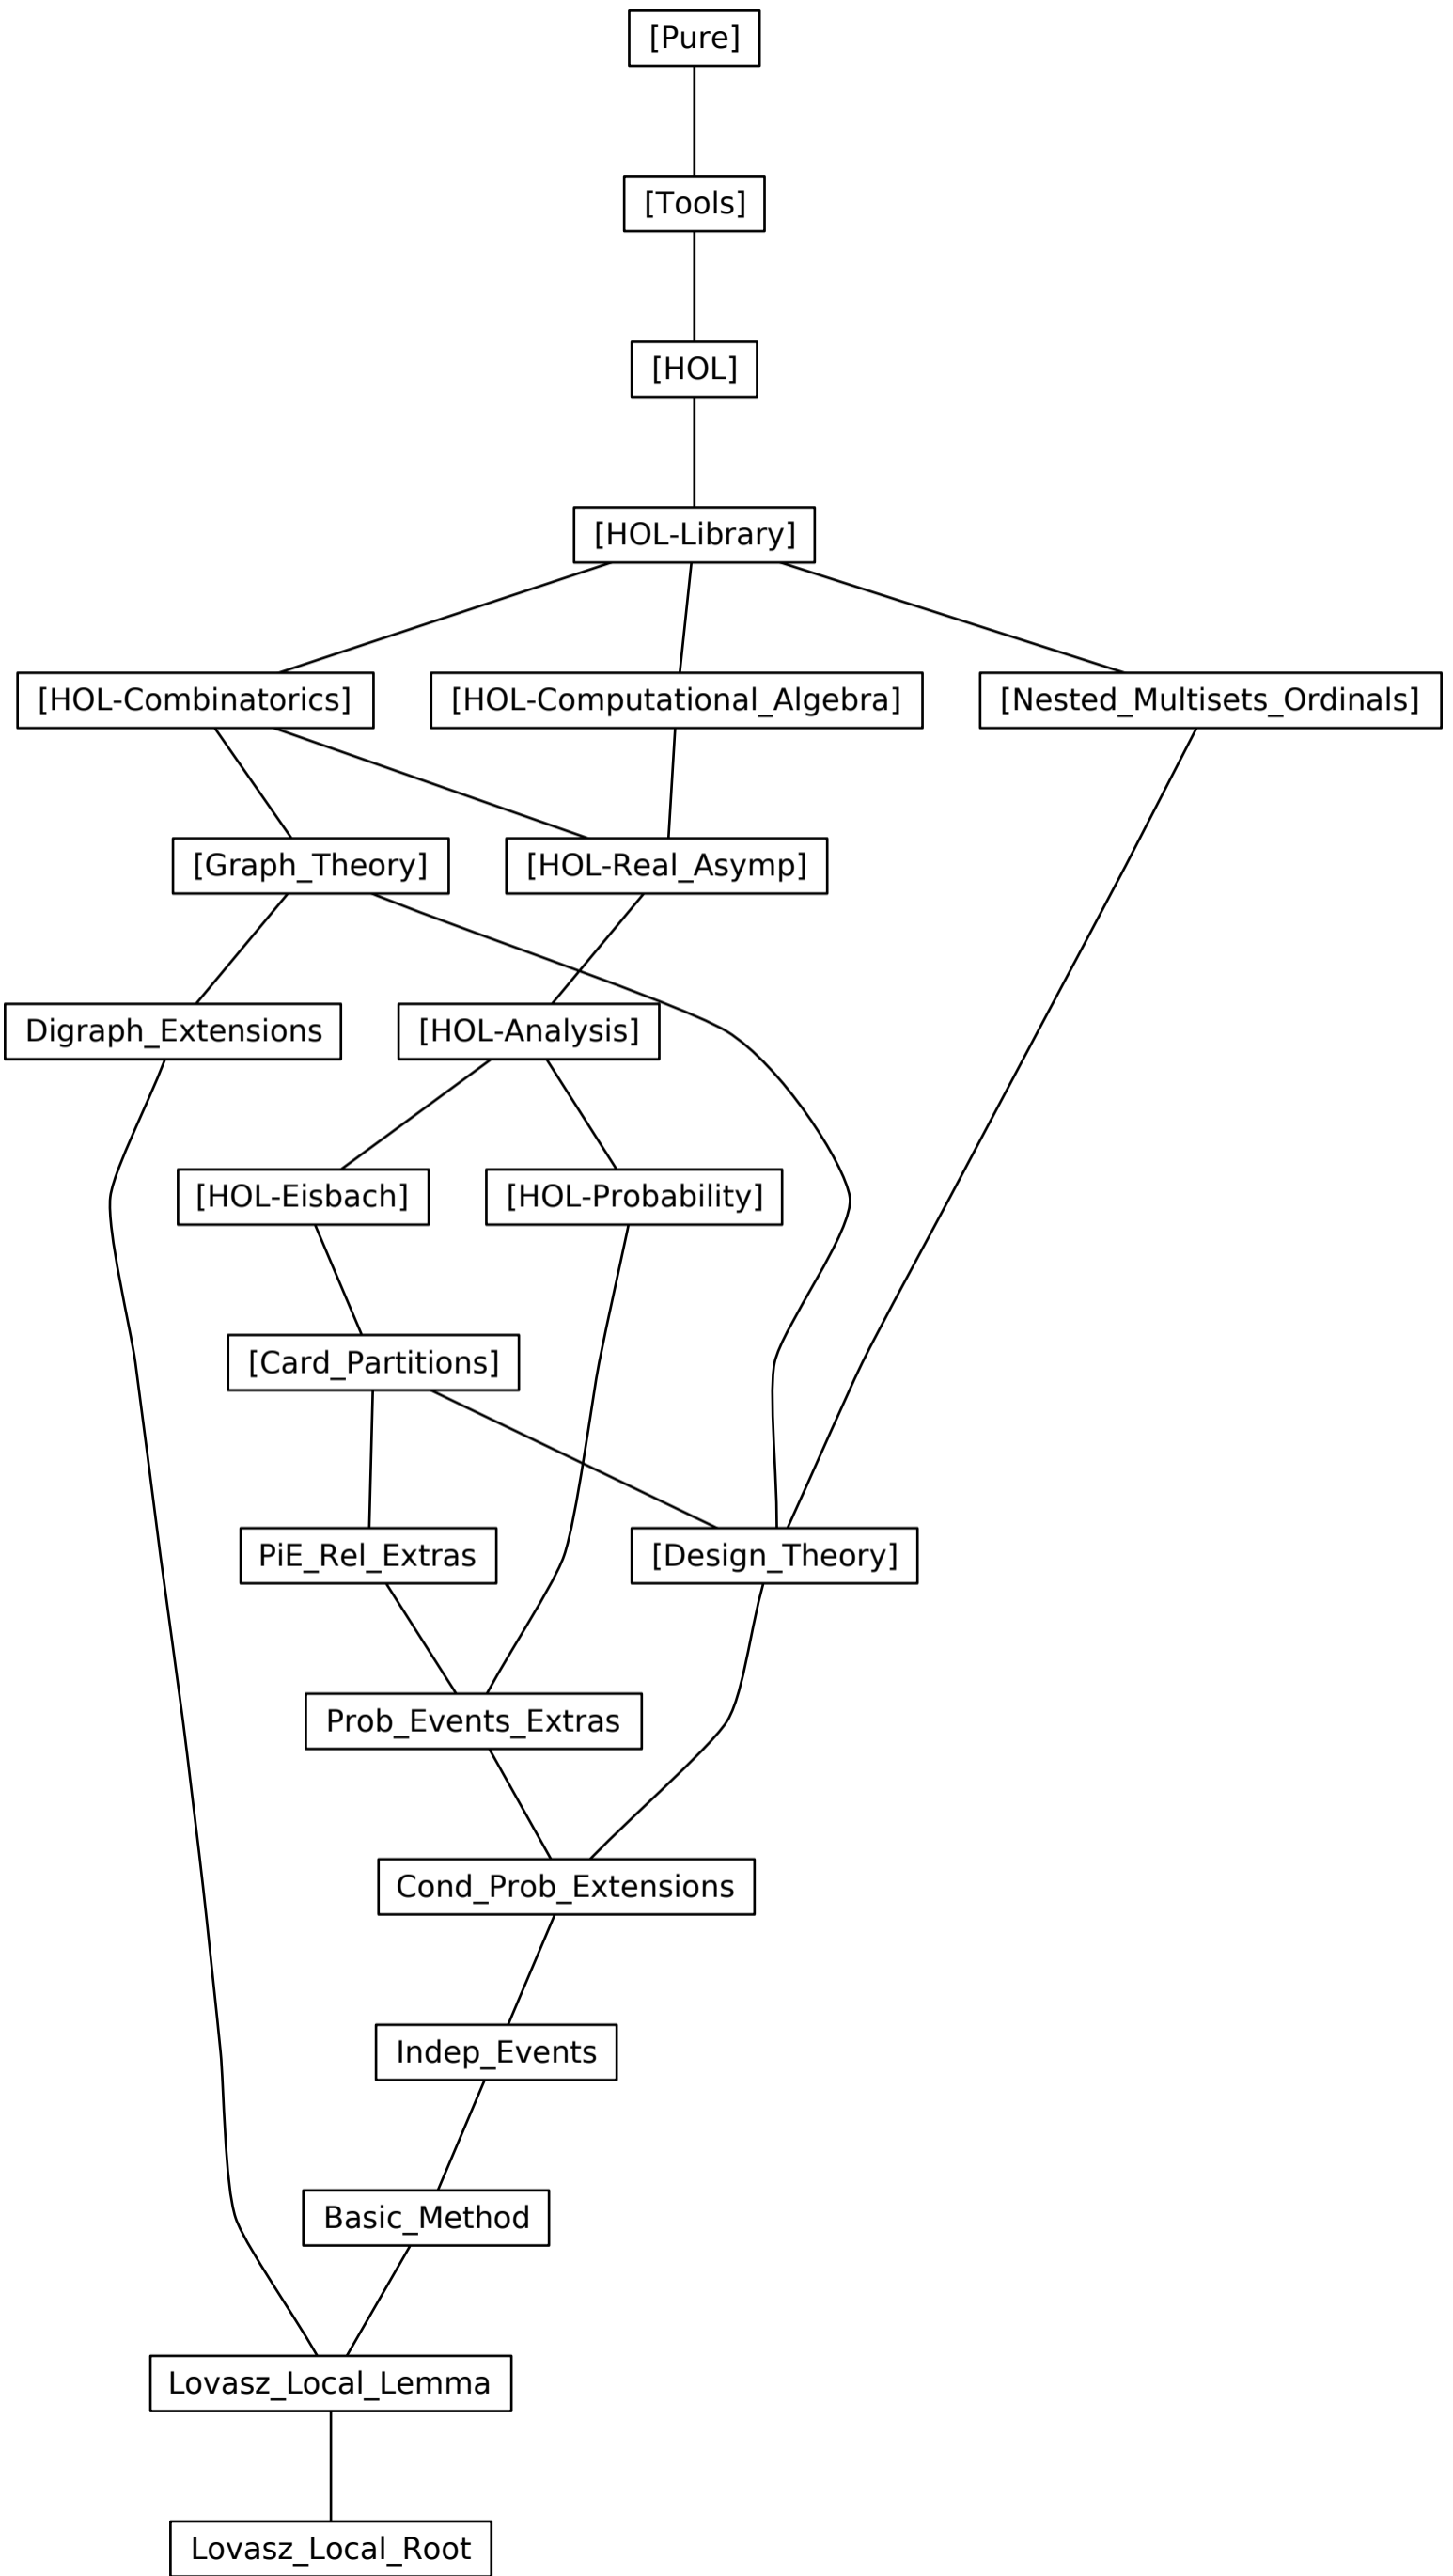 [Pure]
[Tools]
[HOL]
[HOL-Library]
[HOL-Combinatorics]
[HOL-Computational_Algebra]
[Nested_Multisets_Ordinals]
[Graph_Theory]
[HOL-Real_Asymp]
Digraph_Extensions
[HOL-Analysis]
[HOL-Eisbach]
[HOL-Probability]
[Card_Partitions]
PiE_Rel_Extras
[Design_Theory]
Prob_Events_Extras
Cond_Prob_Extensions
Indep_Events
Basic_Method
Lovasz_Local_Lemma
Lovasz_Local_Root